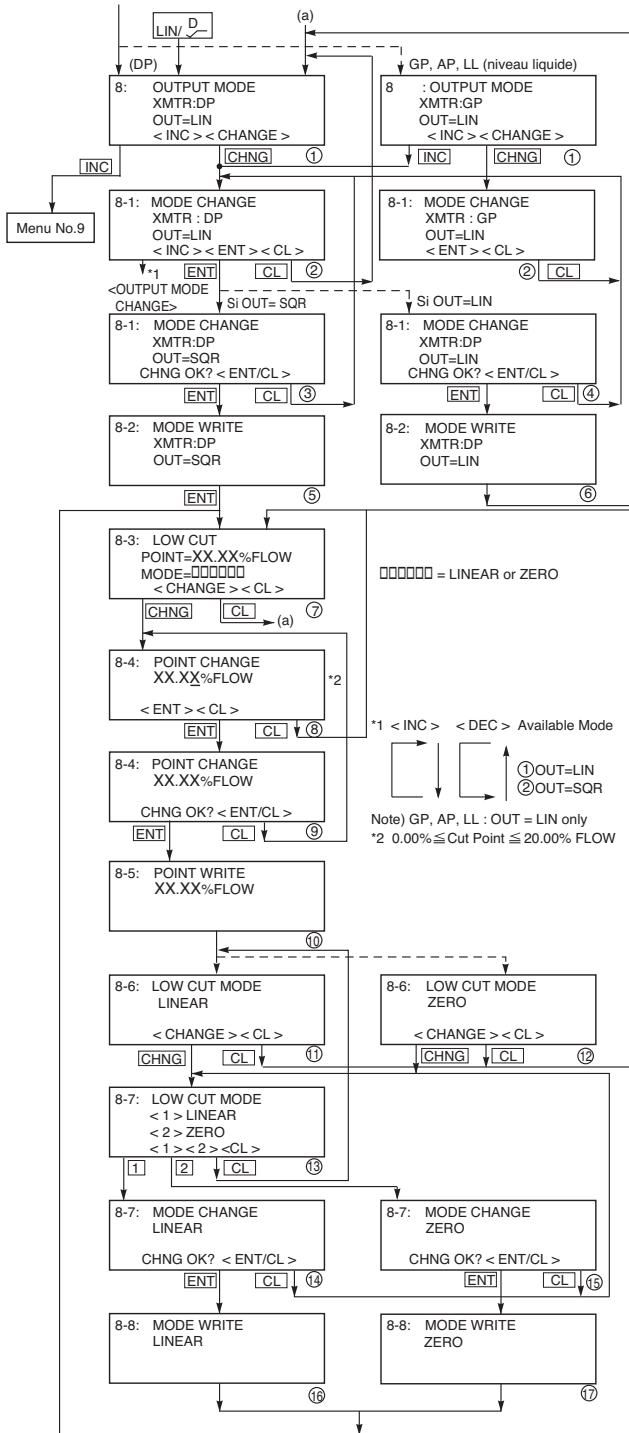 LIN/ D
(a)
(DP)
GP, AP, LL (niveau liquide)
8: OUTPUT MODE
XMTR:DP
OUT=LIN
< INC > < CHANGE >
①
8 : OUTPUT MODE
XMTR:GP
OUT=LIN
< INC > < CHANGE >
①
INC
CHNG
INC
CHNG
Menu No.9
8-1: MODE CHANGE
XMTR : DP
OUT=LIN
< INC > < ENT > < CL >
②
8-1: MODE CHANGE
XMTR : GP
OUT=LIN
< ENT > < CL >
②
CL
*1
ENT
CL
<OUTPUT MODE
CHANGE>
Si OUT= SQR
Si OUT=LIN
8-1: MODE CHANGE
XMTR:DP
OUT=SQR
CHNG OK? < ENT/CL >
③
8-1: MODE CHANGE
XMTR:DP
OUT=LIN
CHNG OK? < ENT/CL >
④
ENT
CL
ENT
CL
8-2: MODE WRITE
XMTR:DP
OUT=SQR
⑤
8-2: MODE WRITE
XMTR:DP
OUT=LIN
⑥
ENT
8-3: LOW CUT
POINT=XX.XX%FLOW
MODE=▯▯▯▯▯▯
< CHANGE > < CL >
⑦
▯▯▯▯▯▯ = LINEAR or ZERO
CHNG
CL
(a)
8-4: POINT CHANGE
XX.XX%FLOW
< ENT > < CL >
⑧
*2
ENT
CL
8-4: POINT CHANGE
XX.XX%FLOW
CHNG OK? < ENT/CL >
⑨
*1 < INC > < DEC > Available Mode
①OUT=LIN
②OUT=SQR
Note) GP, AP, LL : OUT = LIN only
*2 0.00%≦Cut Point ≦ 20.00% FLOW
ENT
CL
8-5: POINT WRITE
XX.XX%FLOW
⑩
8-6: LOW CUT MODE
LINEAR
< CHANGE > < CL >
⑪
8-6: LOW CUT MODE
ZERO
< CHANGE > < CL >
⑫
CHNG
CL
CHNG
CL
8-7: LOW CUT MODE
< 1 > LINEAR
< 2 > ZERO
< 1 > < 2 > <CL >
⑬
1
2
CL
8-7: MODE CHANGE
LINEAR
CHNG OK? < ENT/CL >
⑭
8-7: MODE CHANGE
ZERO
CHNG OK? < ENT/CL >
⑮
ENT
CL
ENT
CL
8-8: MODE WRITE
LINEAR
⑯
8-8: MODE WRITE
ZERO
⑰